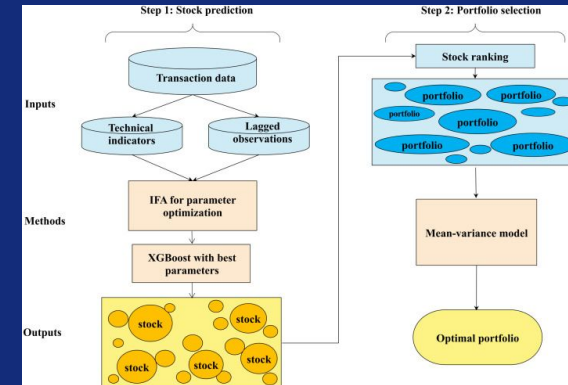 Step 1: Stock prediction
Step 2: Portfolio selection
Inputs
Methods
Outputs
Transaction data
Technical
indicators
Lagged
observations
IFA for parameter
optimization
XGBoost with best
parameters
stock
stock
stock
stock
stock
Stock ranking
portfolio
portfolio
portfolio
portfolio
portfolio
portfolio
Mean-variance model
Optimal portfolio